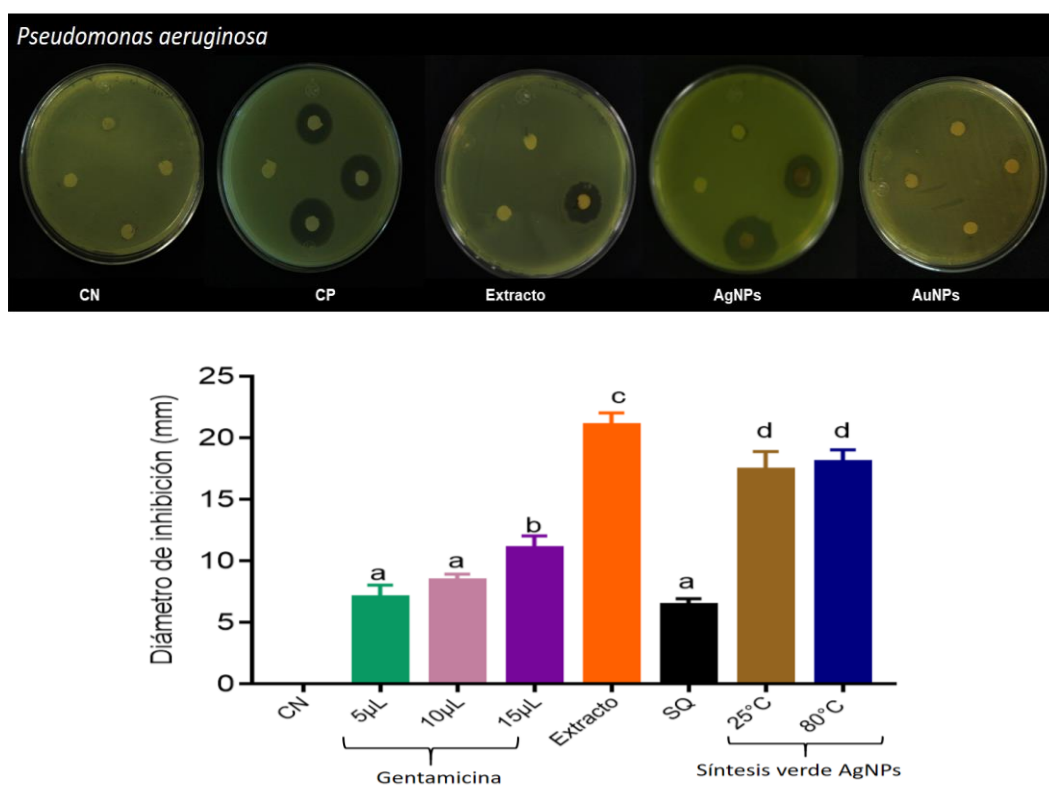 Pseudomonas aeruginosa
CN CP Extracto AgNPs AuNPs
Diámetro de inhibición (mm)
25
20
15
10
5
0
a a b c a d d
CN 5µL 10µL 15µL Extracto SQ 25°C 80°C
Gentamicina Síntesis verde AgNPs